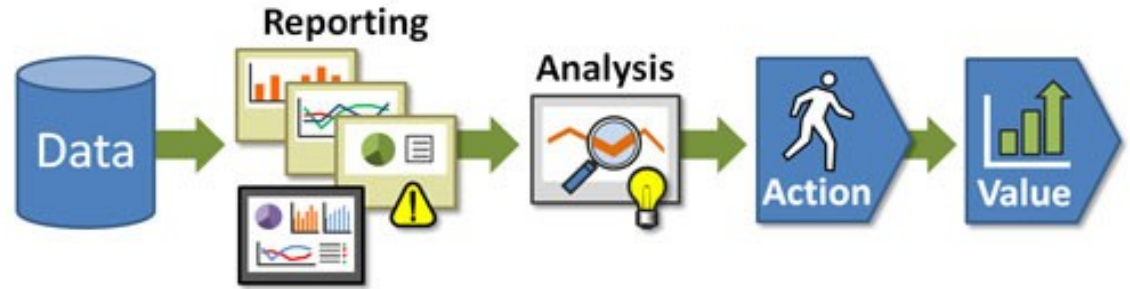 Reporting
Analysis
Data
Action
Value
!